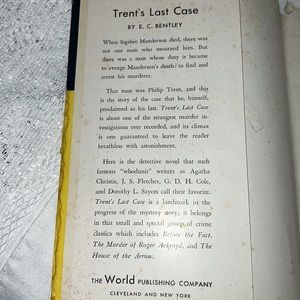 Trent's Last Case
BY E. C. BENTLEY
When Sigsbee Manderson died, there was
not one man who mourned him. But
there was a man whose duty it became
to avenge Manderson's death: to find and
arrest his murderer.
That man was Philip Trent, and this
is the story of the case that he, himself,
proclaimed as his last. Trent's Last Case is
about one of the strangest murder in-
vestigations ever recorded, and its climax
is one guaranteed to leave the reader
breathless with astonishment.
Here is the detective novel that such
famous "whodunit" writers as Agatha
Christie, J. S. Fletcher, G. D. H. Cole,
and Dorothy L. Sayers call their favorite.
Trent's Last Case is a landmark in the
progress of the mystery story; it belongs
in that small and special group of crime
classics which includes Before the Fact,
The Murder of Roger Ackroyd, and The
House of the Arrow.
THE World PUBLISHING COMPANY
CLEVELAND AND NEW YORK